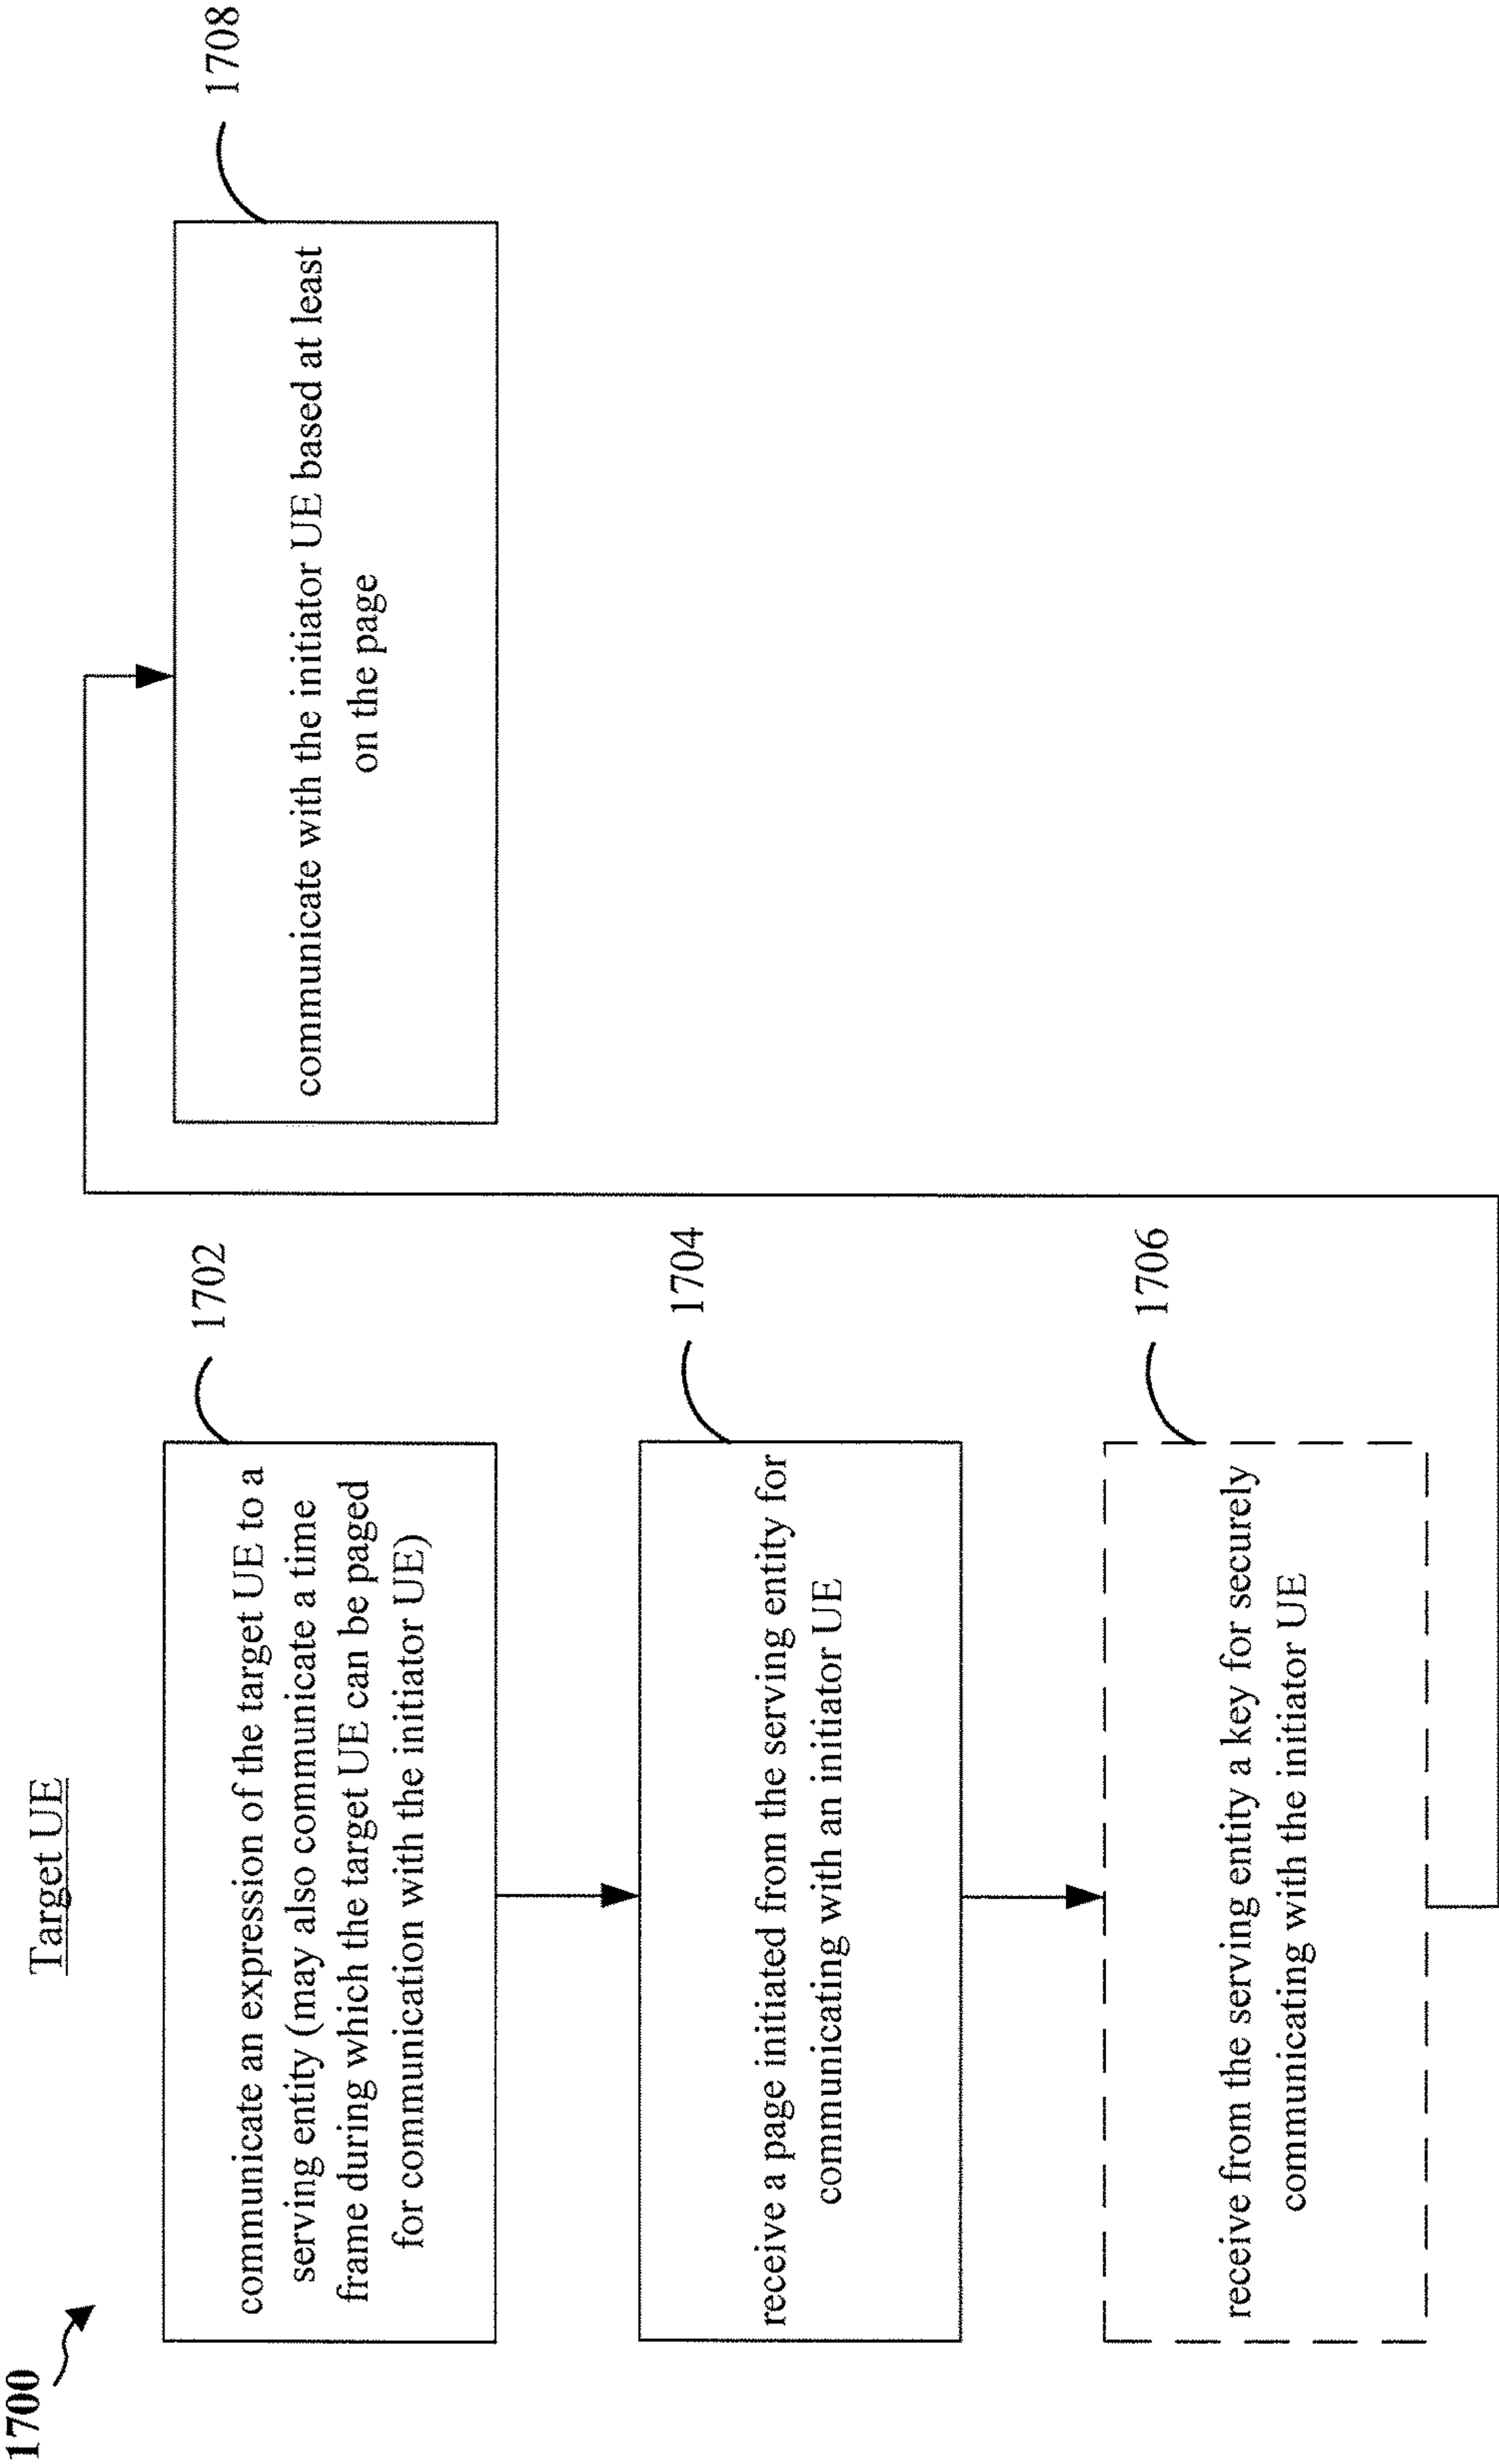 1700
Target UE
communicate an expression of the target UE to a
serving entity (may also communicate a time
frame during which the target UE can be paged
for communication with the initiator UE)
1702
receive a page initiated from the serving entity for
communicating with an initiator UE
1704
receive from the serving entity a key for securely
communicating with the initiator UE
1706
communicate with the initiator UE based at least
on the page
1708